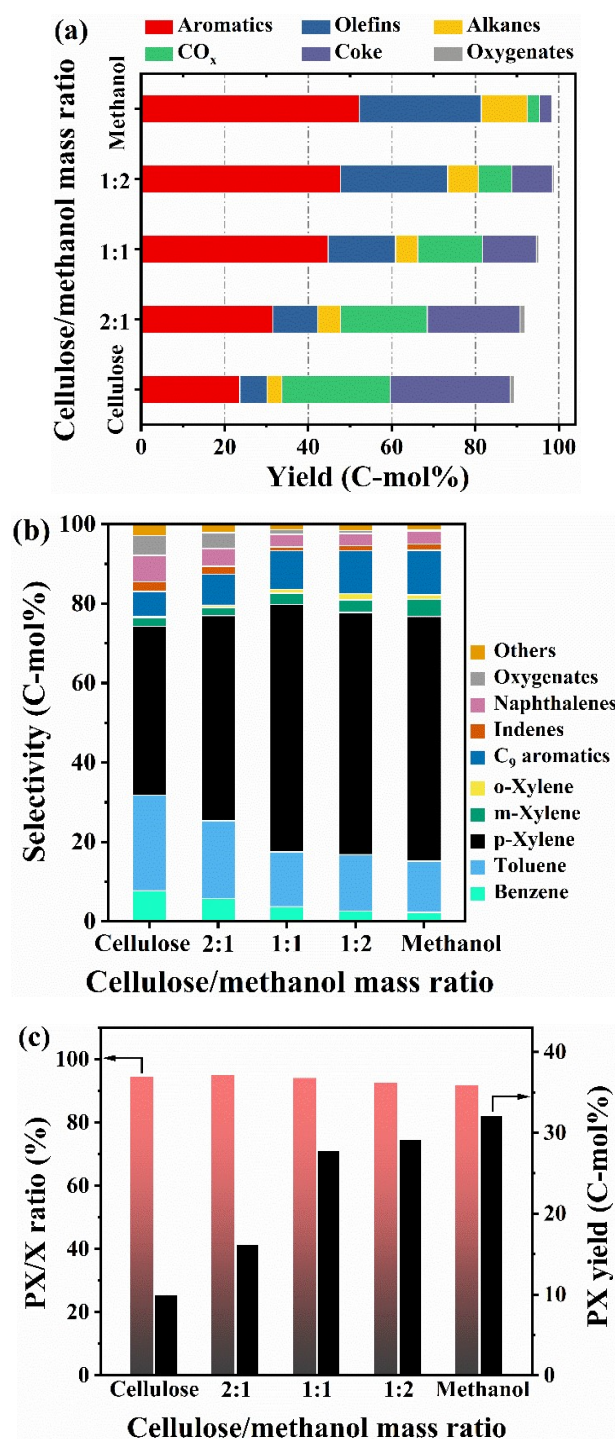 (a)
Aromatics Olefins Alkanes
COx Coke Oxygenates
Cellulose/methanol mass ratio
Methanol
1:2
1:1
2:1
Cellulose
0 20 40 60 80 100
Yield (C-mol%)
(b)
Selectivity (C-mol%)
100
80
60
40
20
0
Others
Oxygenates
Naphthalenes
Indenes
C9 aromatics
o-Xylene
m-Xylene
p-Xylene
Toluene
Benzene
Cellulose 2:1 1:1 1:2 Methanol
Cellulose/methanol mass ratio
(c)
PX/X ratio (%)
100
80
60
40
20
0
40
30
20
10
0
PX yield (C-mol%)
Cellulose 2:1 1:1 1:2 Methanol
Cellulose/methanol mass ratio